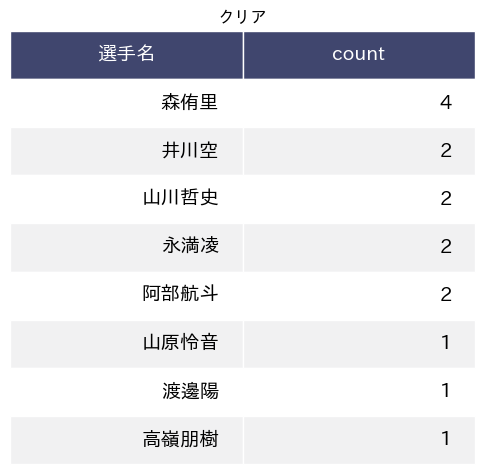 クリア
選手名 count
森侑里 4
井川空 2
山川哲史 2
永満凌 2
阿部航斗 2
山原怜音 1
渡邊陽 1
高嶺朋樹 1